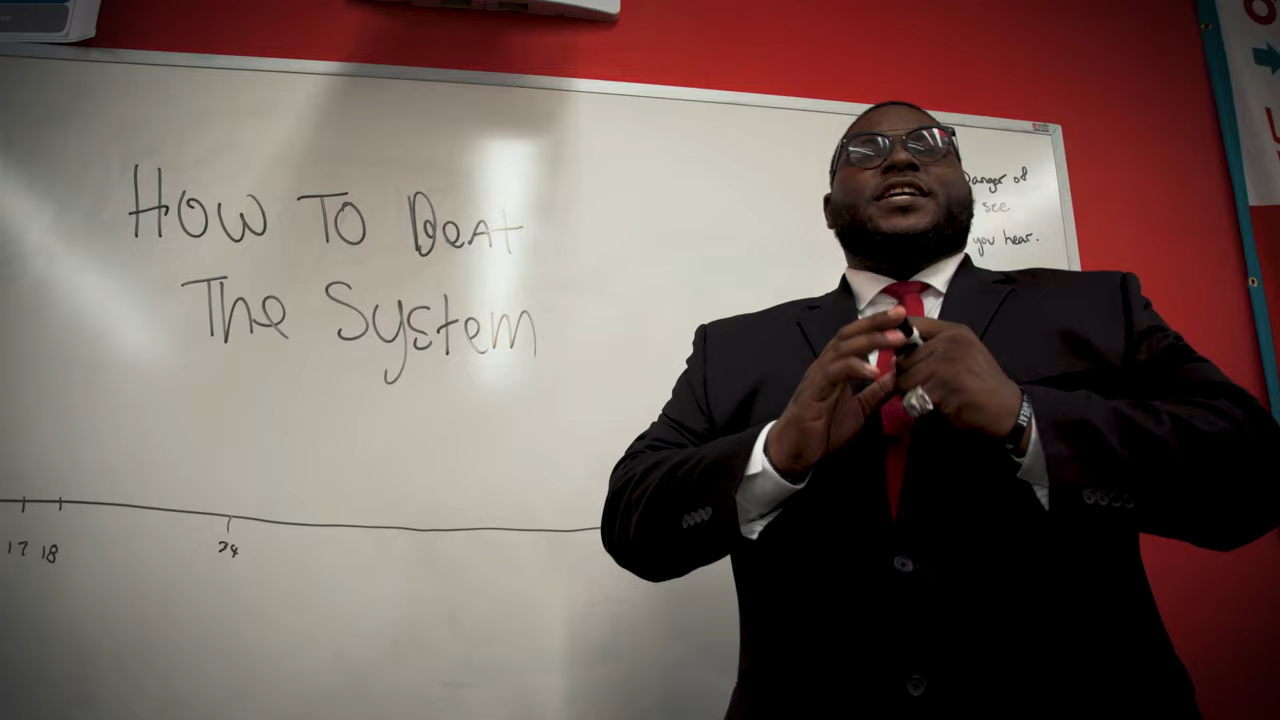 How To Beat
The System
17 18 24
Danger of
see
you hear.